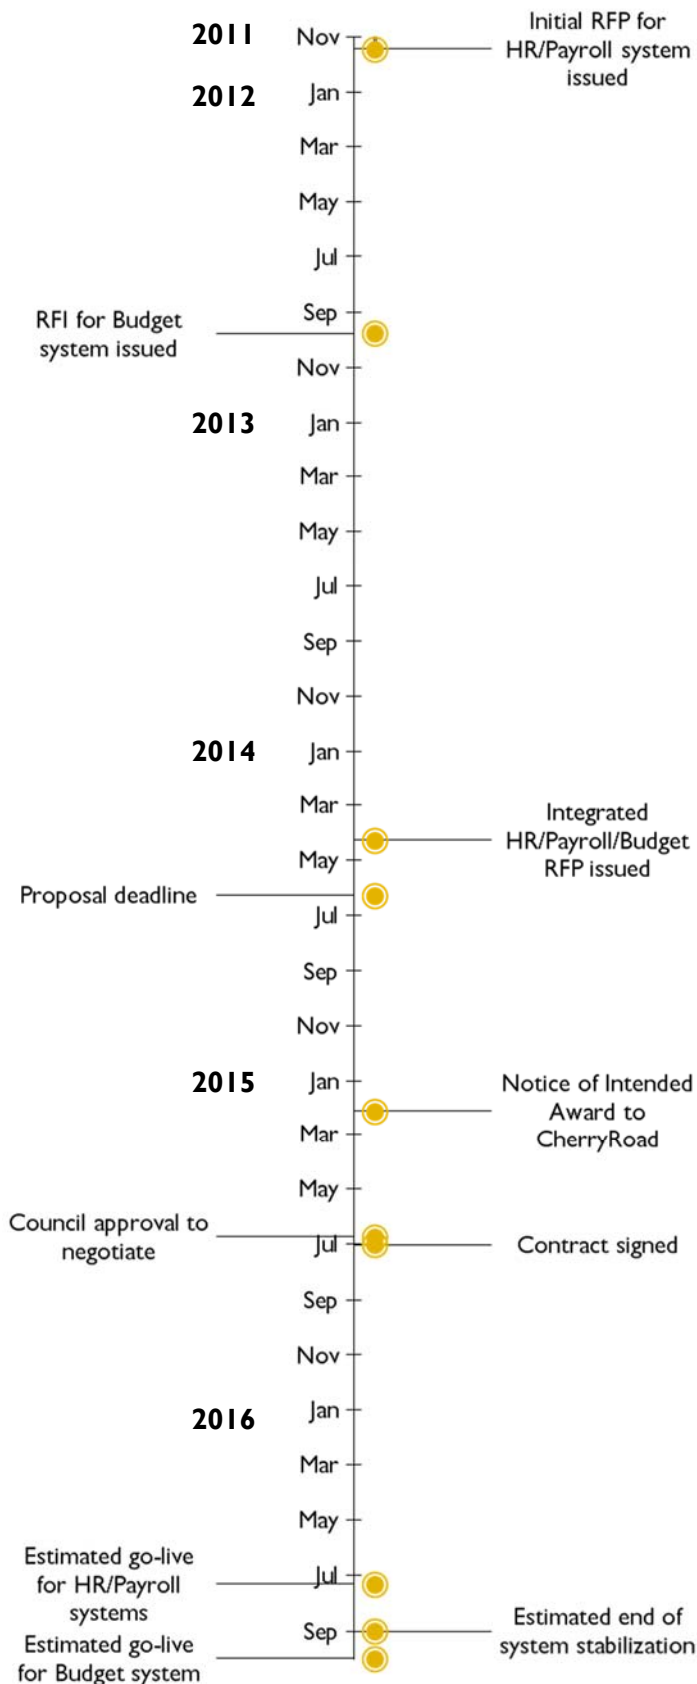 2011
Nov
Initial RFP for
HR/Payroll system
issued
2012
Jan
Mar
May
Jul
Sep
RFI for Budget
system issued
Nov
2013
Jan
Mar
May
Jul
Sep
Nov
2014
Jan
Mar
Integrated
HR/Payroll/Budget
RFP issued
May
Proposal deadline
Jul
Sep
Nov
2015
Jan
Notice of Intended
Award to
CherryRoad
Mar
May
Council approval to
negotiate
Jul
Contract signed
Sep
Nov
2016
Jan
Mar
May
Estimated go-live
for HR/Payroll
systems
Jul
Sep
Estimated end of
system stabilization
Estimated go-live
for Budget system